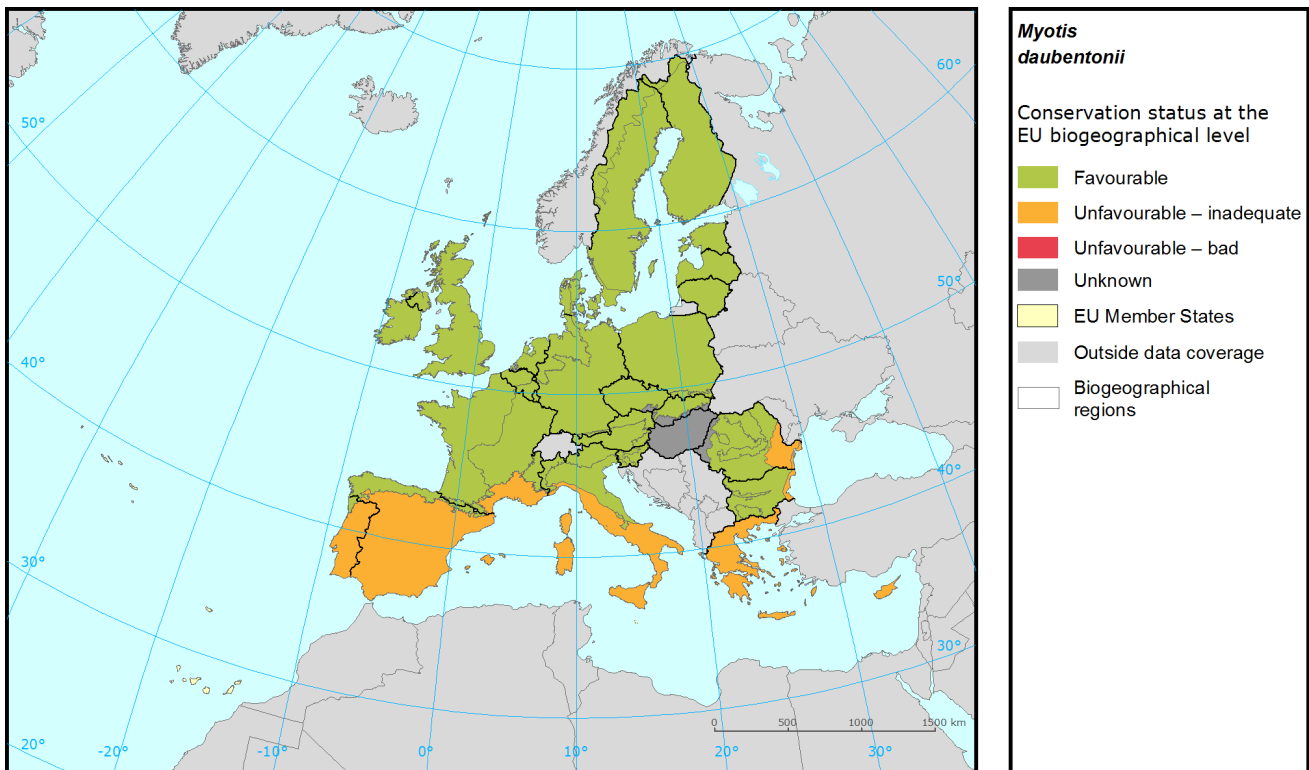 60°
50°
50°
40°
40°
30°
30°
20°
-20°
-10°
0°
10°
20°
30°
0 500 1000 1500 km
Myotis
daubentonii
Conservation status at the
EU biogeographical level
Favourable
Unfavourable – inadequate
Unfavourable – bad
Unknown
EU Member States
Outside data coverage
Biogeographical
regions